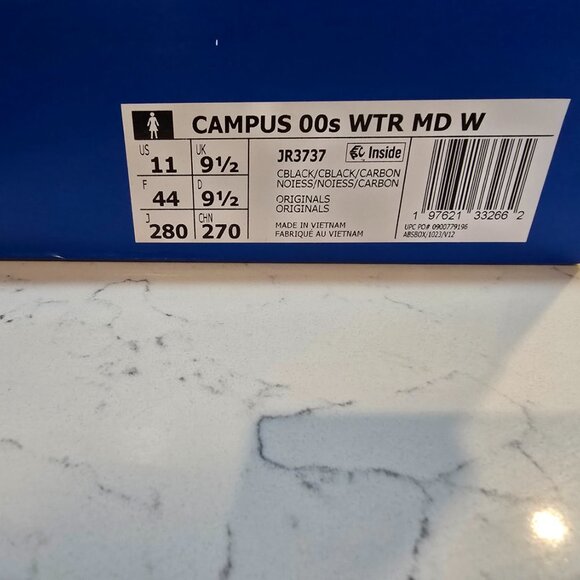 CAMPUS 00s WTR MD W
US UK
11 9½
F D
44 9½
J CHN
280 270
JR3737 Inside
CBLACK/CBLACK/CARBON
NOIESS/NOIESS/CARBON
ORIGINALS
ORIGINALS
MADE IN VIETNAM
FABRIQUÉ AU VIETNAM
1 97621 33266 2
UPC PO# 0900779196
ABSBOX/1023/V12